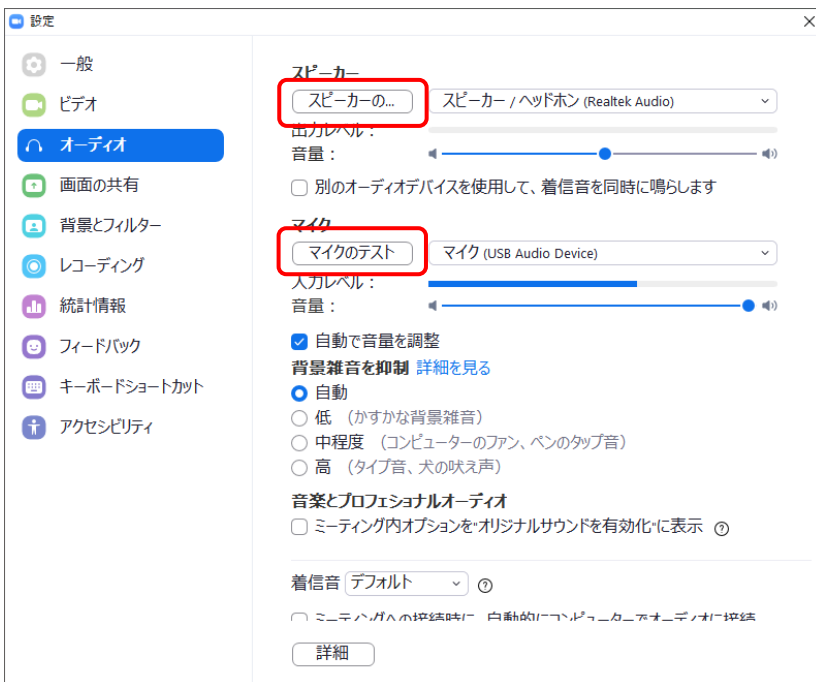 設定
一般
ビデオ
オーディオ
画面の共有
背景とフィルター
レコーディング
統計情報
フィードバック
キーボードショートカット
アクセシビリティ
スピーカー
スピーカーの... スピーカー / ヘッドホン (Realtek Audio)
出力レベル：
音量：
別のオーディオデバイスを使用して、着信音を同時に鳴らします
マイク
マイクのテスト マイク (USB Audio Device)
入力レベル：
音量：
自動で音量を調整
背景雑音を抑制 詳細を見る
自動
低 （かすかな背景雑音）
中程度 （コンピューターのファン、ペンのタップ音）
高 （タイプ音、犬の吠え声）
音楽とプロフェショナルオーディオ
ミーティング内オプションを"オリジナルサウンドを有効化"に表示
着信音 デフォルト
ミーティングへの接続時に、自動的にコンピューターでオーディオに接続
詳細